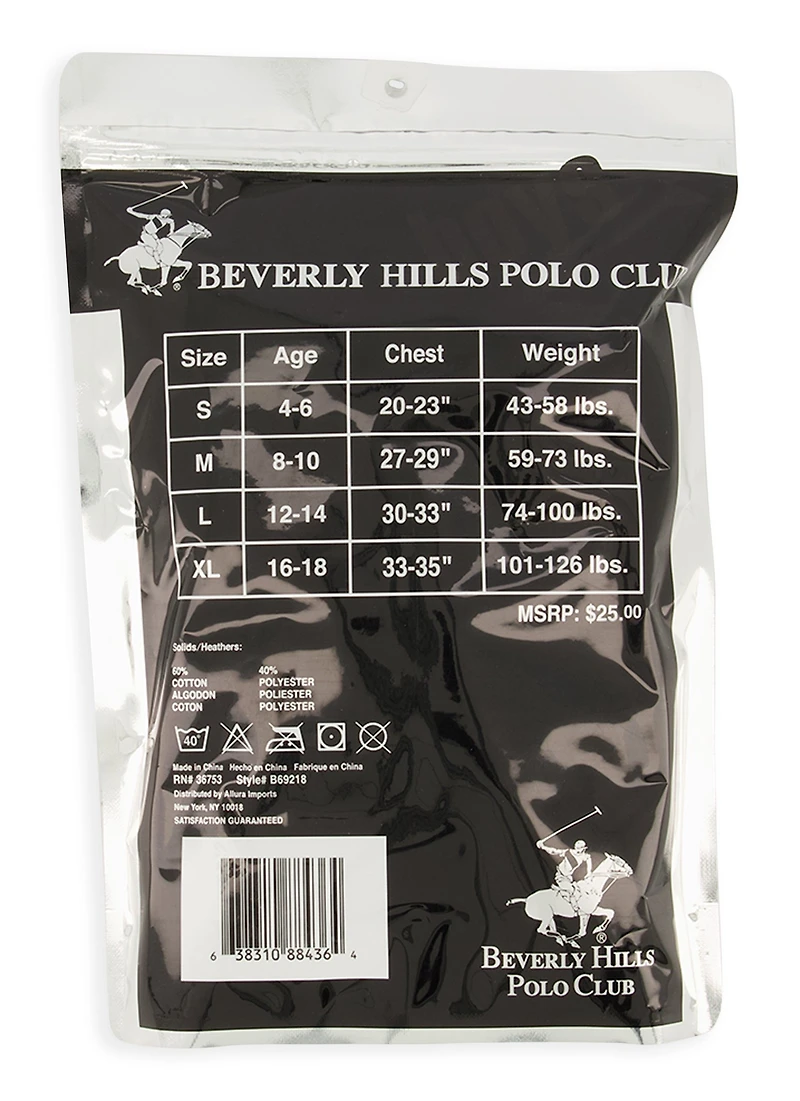 BEVERLY HILLS POLO CLU
Size Age Chest Weight
S 4-6 20-23" 43-58 lbs.
M 8-10 27-29" 59-73 lbs.
L 12-14 30-33" 74-100 lbs.
XL 16-18 33-35" 101-126 lbs.
MSRP: $25.00
Solids/Heathers:
60% 40%
COTTON POLYESTER
ALGODON POLIESTER
COTON POLYESTER
40°
Made in China Hecho en China Fabrique en China
RN# 36753 Style# B69218
Distributed by Allura Imports
New York, NY 10018
SATISFACTION GUARANTEED
6 38310 88436 4
® BEVERLY HILLS
POLO CLUB